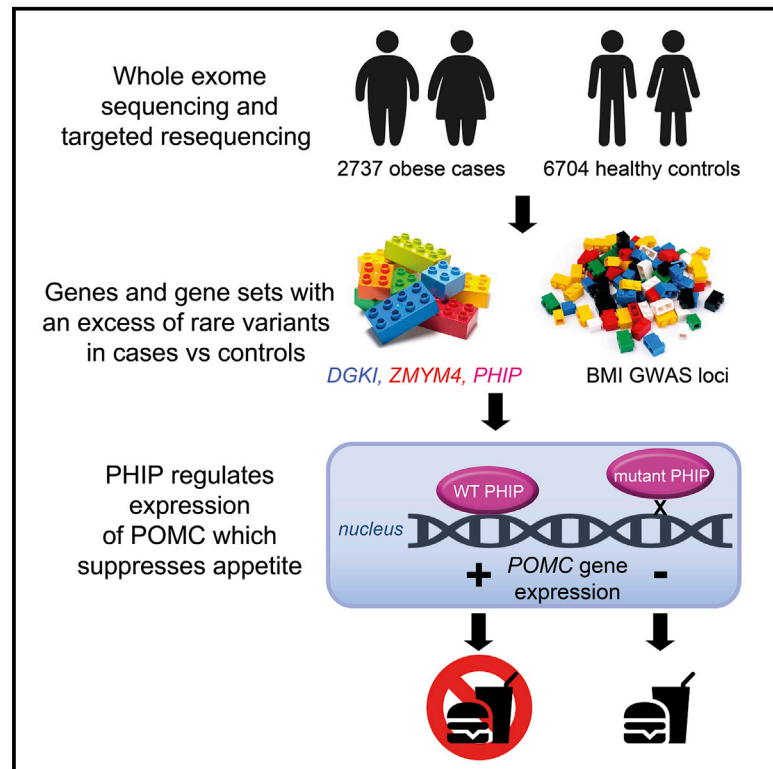 Whole exome
sequencing and
targeted resequencing
2737 obese cases
6704 healthy controls
Genes and gene sets with
an excess of rare variants
in cases vs controls
DGKI, ZMYM4, PHIP
BMI GWAS loci
PHIP regulates
expression
of POMC which
suppresses appetite
WT PHIP
mutant PHIP
X
nucleus
+ POMC gene -
expression